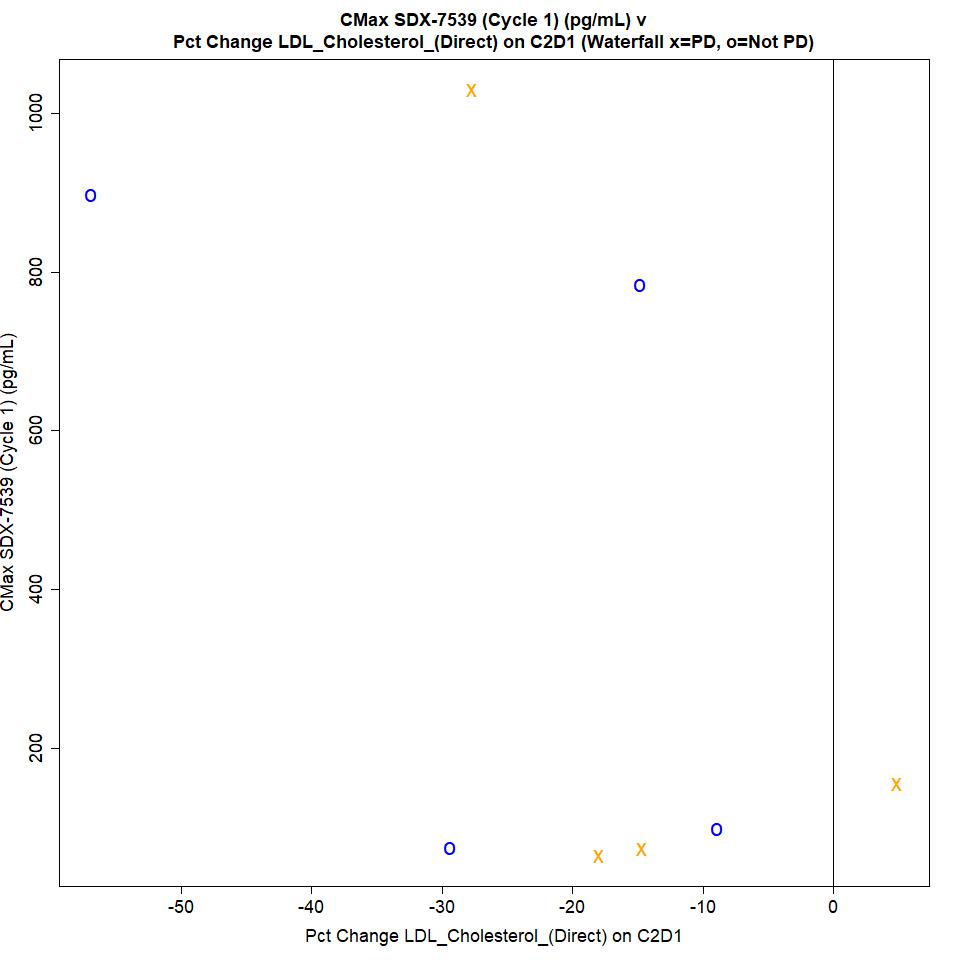 CMax SDX-7539 (Cycle 1) (pg/mL) v
Pct Change LDL_Cholesterol_(Direct) on C2D1 (Waterfall x=PD, o=Not PD)
CMax SDX-7539 (Cycle 1) (pg/mL)
1000
800
600
400
200
x
o
o
x
o
o
x
x
-50
-40
-30
-20
-10
0
Pct Change LDL_Cholesterol_(Direct) on C2D1